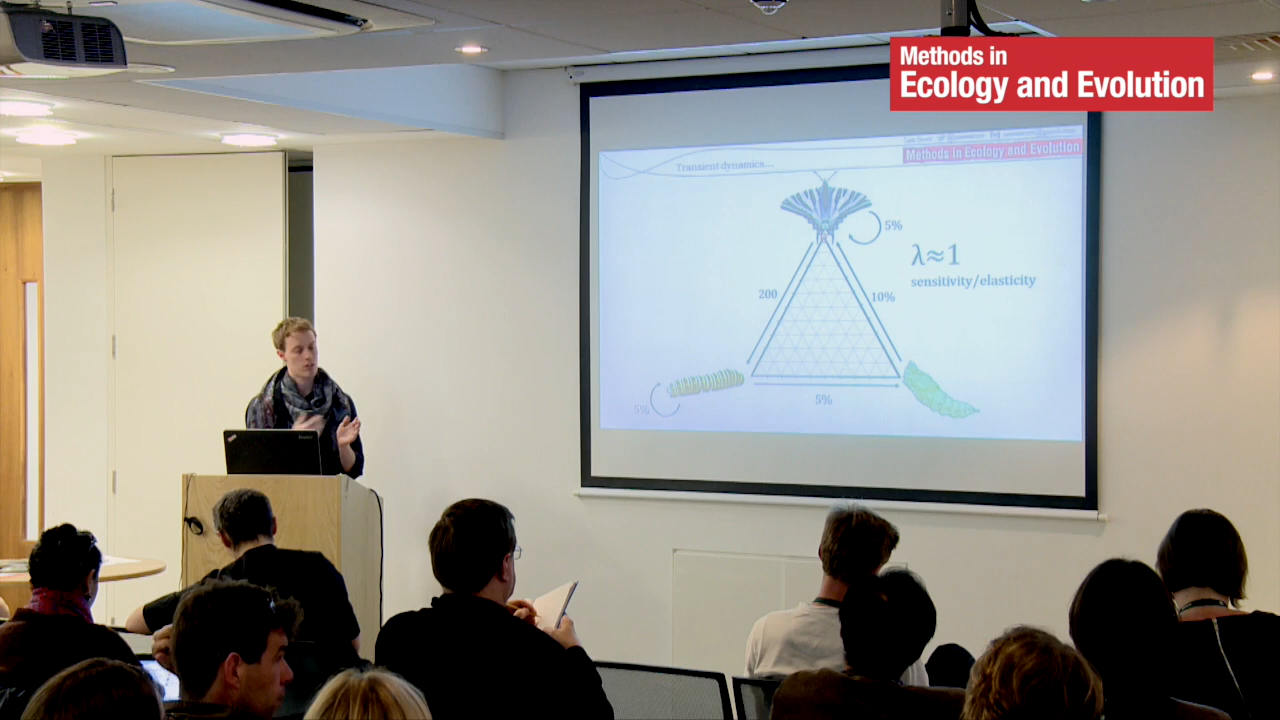 Methods in
Ecology and Evolution
Methods in Ecology and Evolution
Transient dynamics...
5%
λ≈1
sensitivity/elasticity
200
10%
5%
5%